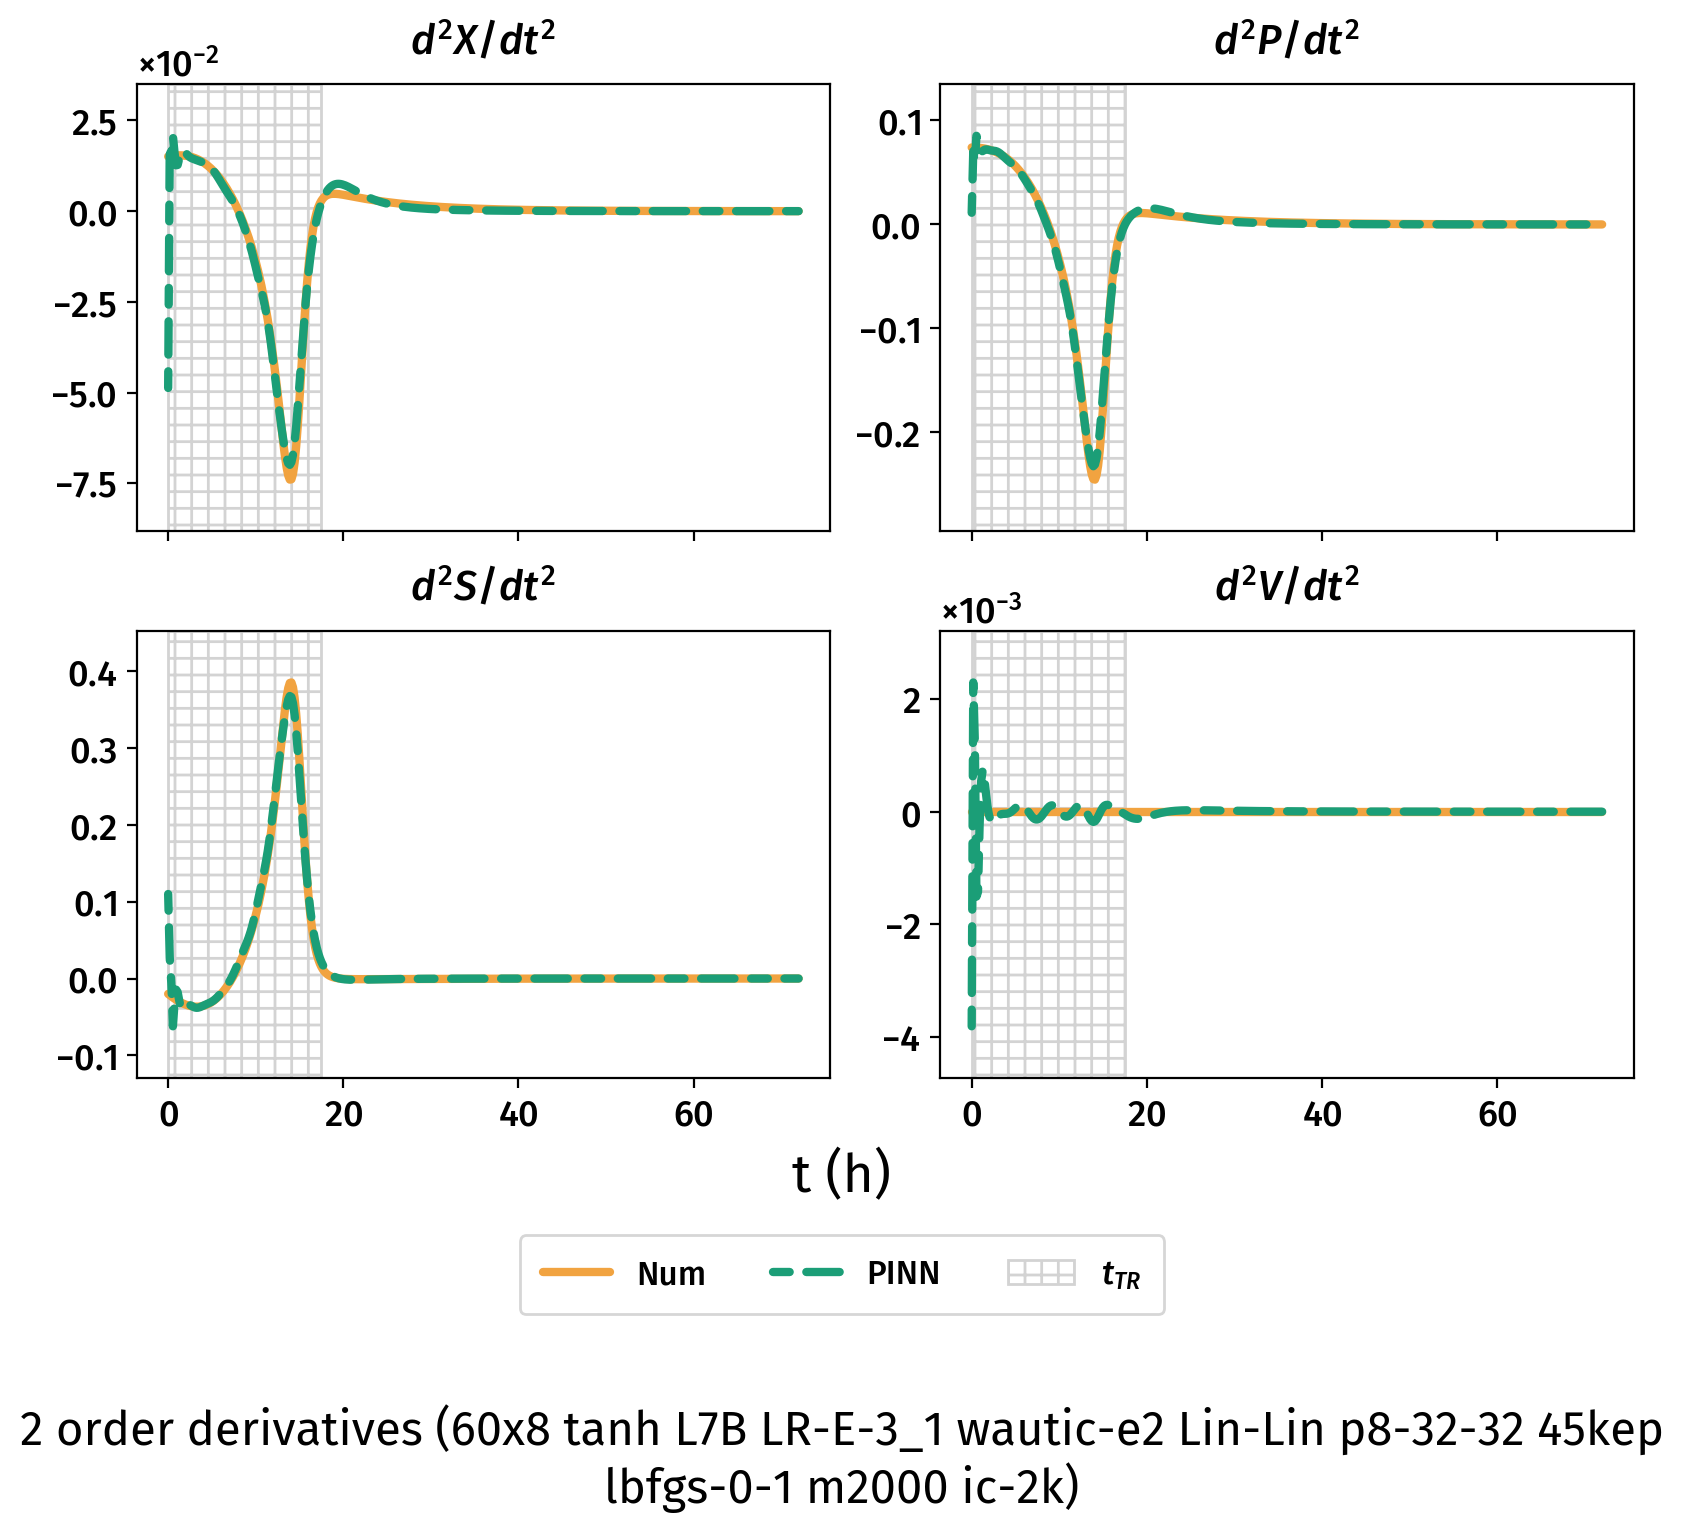 d²X/dt²
×10⁻²
2.5
0.0
−2.5
−5.0
−7.5
d²P/dt²
0.1
0.0
−0.1
−0.2
d²S/dt²
0.4
0.3
0.2
0.1
0.0
−0.1
0 20 40 60
d²V/dt²
×10⁻³
2
0
−2
−4
0 20 40 60
t (h)
Num PINN t_TR
2 order derivatives (60x8 tanh L7B LR-E-3_1 wautic-e2 Lin-Lin p8-32-32 45kep
lbfgs-0-1 m2000 ic-2k)